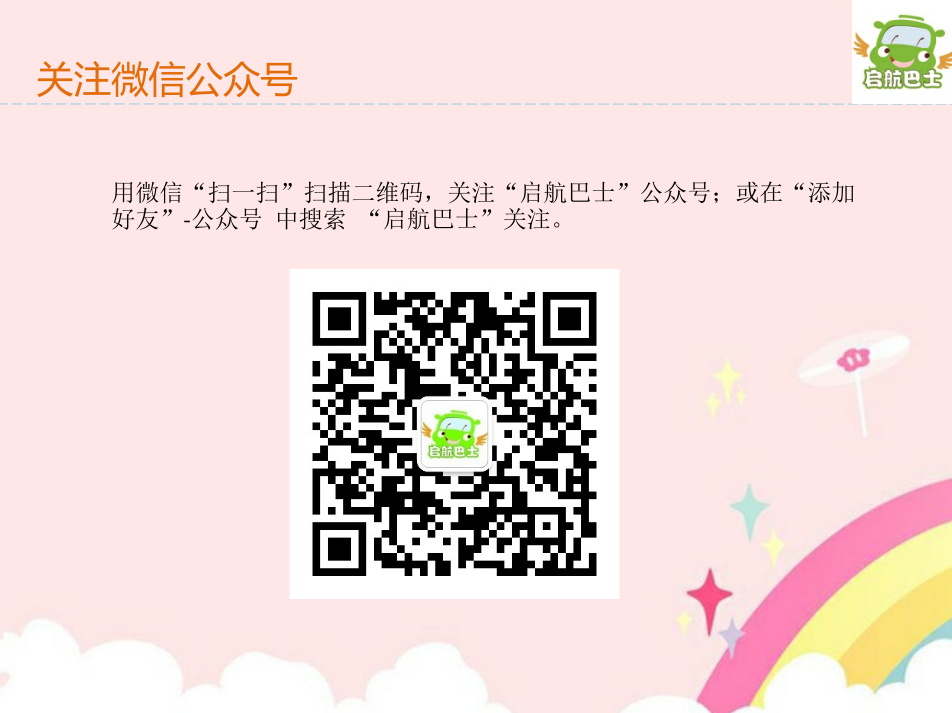 关注微信公众号
启航巴士
用微信“扫一扫”扫描二维码，关注“启航巴士”公众号；或在“添加
好友”-公众号 中搜索 “启航巴士”关注。
启航巴士